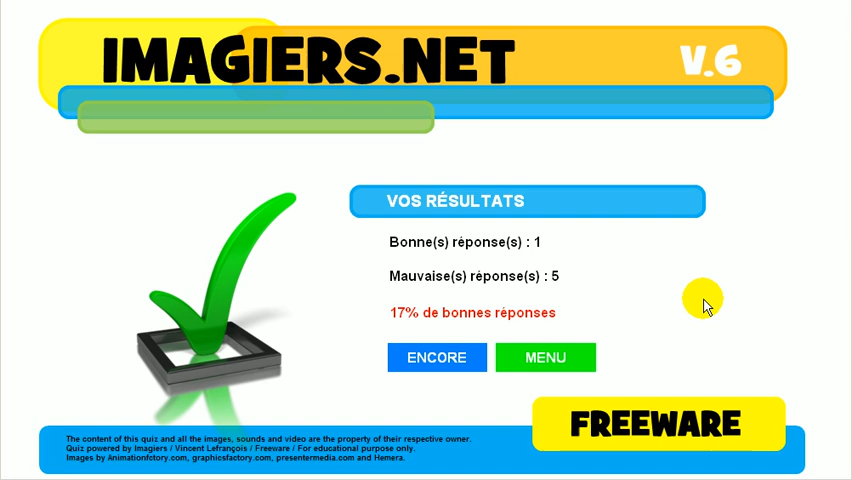 IMAGIERS.NET
V.6
VOS RÉSULTATS
Bonne(s) réponse(s) : 1
Mauvaise(s) réponse(s) : 5
17% de bonnes réponses
ENCORE
MENU
FREEWARE
The content of this quiz and all the images, sounds and video are the property of their respective owner.
Quiz powered by Imagiers / Vincent Lefrançois / Freeware / For educational purpose only.
Images by Animationfctory.com, graphicsfactory.com, presentermedia.com and Hemera.